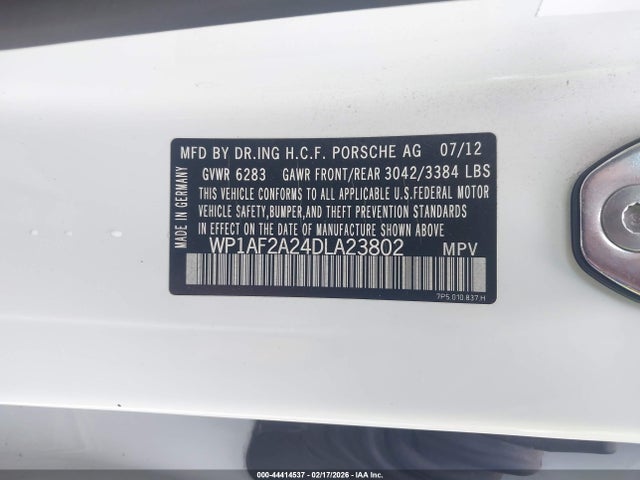 MFD BY DR.ING H.C.F. PORSCHE AG 07/12
GVWR 6283 GAWR FRONT/REAR 3042/3384 LBS
THIS VEHICLE CONFORMS TO ALL APPLICABLE U.S.FEDERAL MOTOR
VEHICLE SAFETY,BUMPER,AND THEFT PREVENTION STANDARDS
IN EFFECT ON THE DATE OF MANUFACTURE SHOWN ABOVE
WP1AF2A24DLA23802 MPV
MADE IN GERMANY
7P5.010.837.H
000-44414537 - 02/17/2026 - IAA Inc.